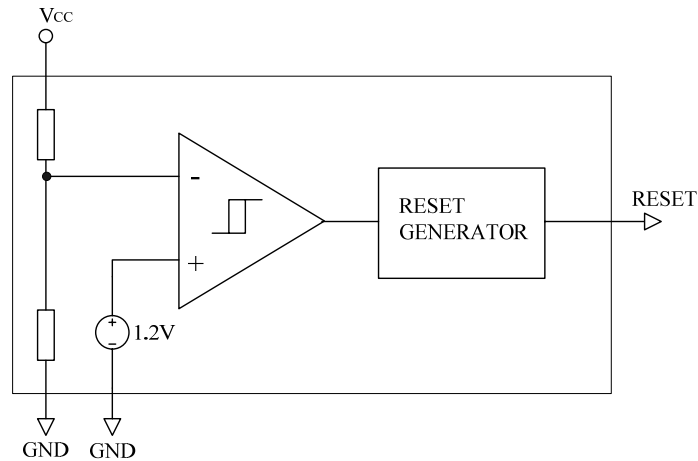 VCC
-
RESET
GENERATOR
RESET
+
+
-
1.2V
GND
GND